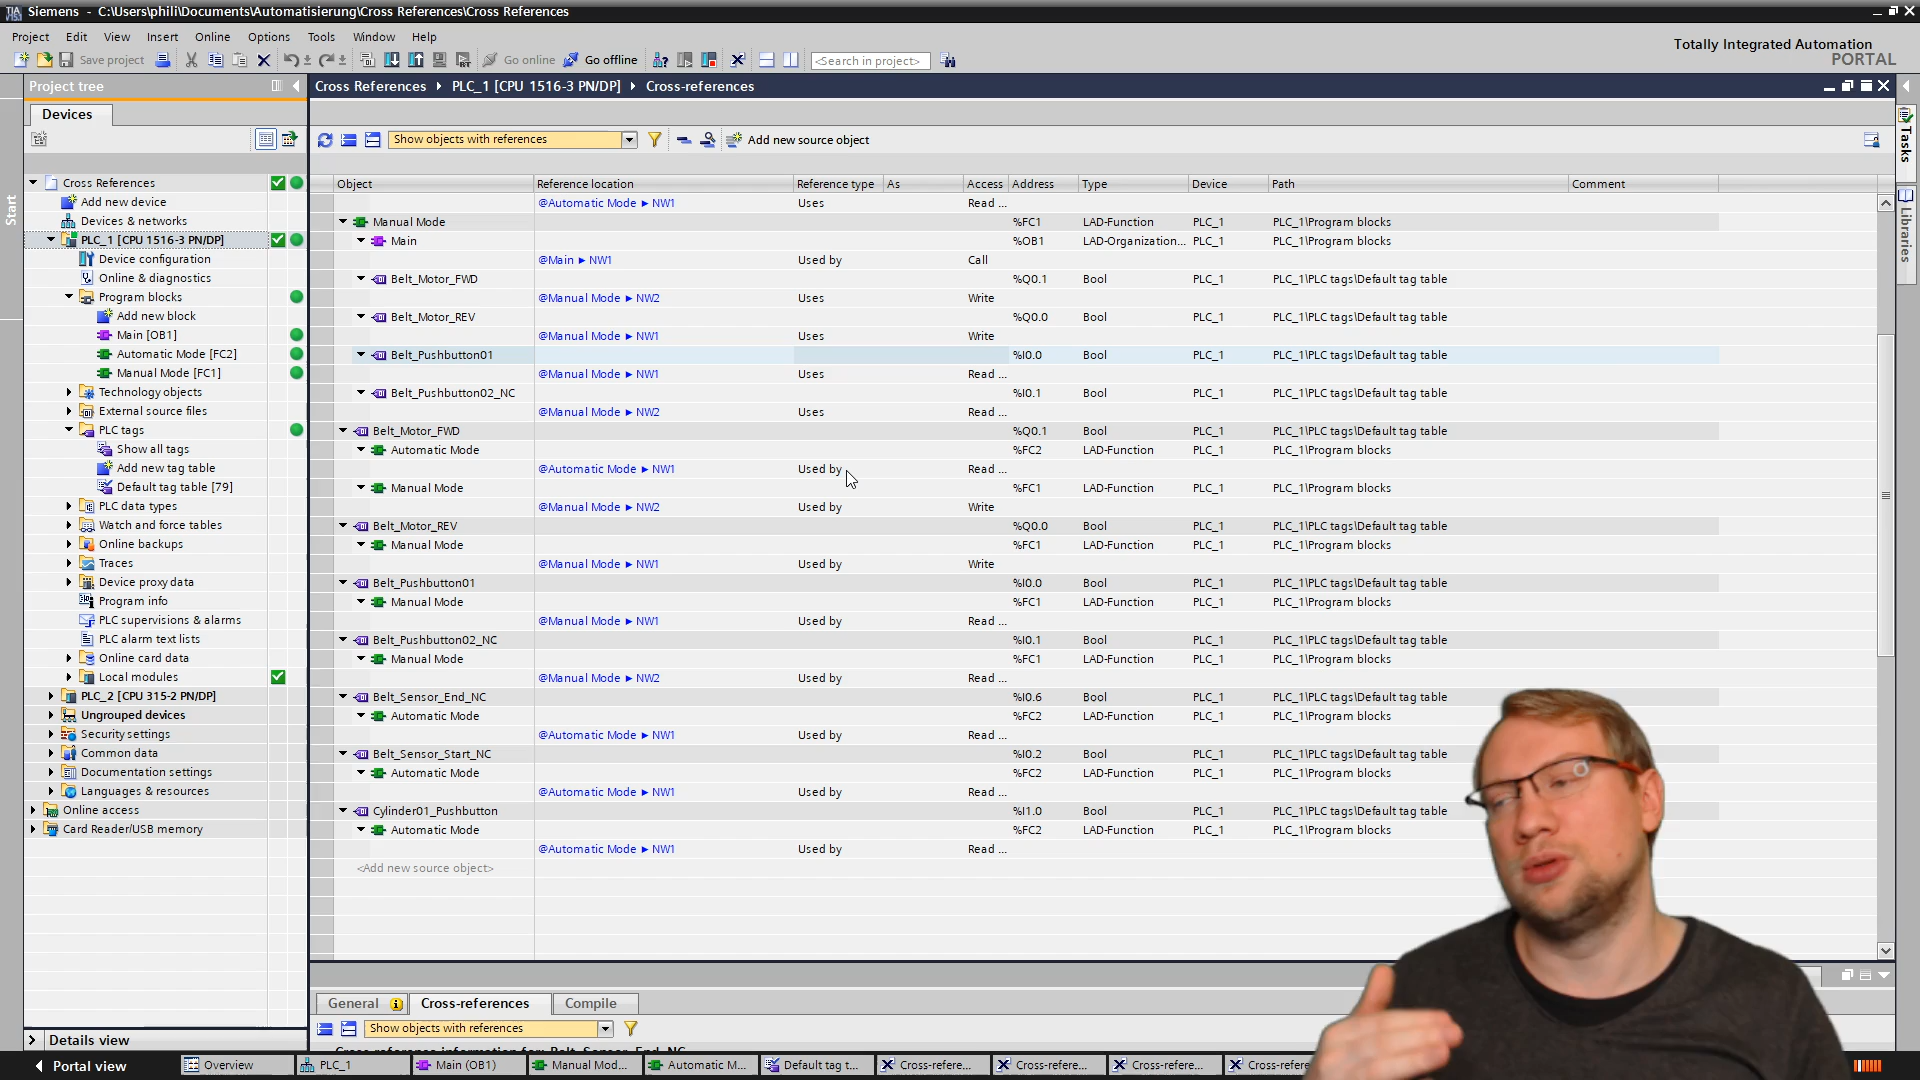 Siemens - C:\Users\phili\Documents\Automatisierung\Cross References\Cross References
Project Edit View Insert Online Options Tools Window Help
Totally Integrated Automation
PORTAL
Save project Go online Go offline <Search in project>
Project tree
Cross References PLC_1 [CPU 1516-3 PN/DP] Cross-references
Devices
Show objects with references Add new source object
Start
Tasks
Libraries
Cross References
Add new device
Devices & networks
PLC_1 [CPU 1516-3 PN/DP]
Device configuration
Online & diagnostics
Program blocks
Add new block
Main [OB1]
Automatic Mode [FC2]
Manual Mode [FC1]
Technology objects
External source files
PLC tags
Show all tags
Add new tag table
Default tag table [79]
PLC data types
Watch and force tables
Online backups
Traces
Device proxy data
Program info
PLC supervisions & alarms
PLC alarm text lists
Online card data
Local modules
PLC_2 [CPU 315-2 PN/DP]
Ungrouped devices
Security settings
Common data
Documentation settings
Languages & resources
Online access
Card Reader/USB memory
Details view
Object Reference location Reference type As Access Address Type Device Path Comment
@Automatic Mode ▶ NW1 Uses Read ...
Manual Mode %FC1 LAD-Function PLC_1 PLC_1\Program blocks
Main %OB1 LAD-Organization... PLC_1 PLC_1\Program blocks
@Main ▶ NW1 Used by Call
Belt_Motor_FWD %Q0.1 Bool PLC_1 PLC_1\PLC tags\Default tag table
@Manual Mode ▶ NW2 Uses Write
Belt_Motor_REV %Q0.0 Bool PLC_1 PLC_1\PLC tags\Default tag table
@Manual Mode ▶ NW1 Uses Write
Belt_Pushbutton01 %I0.0 Bool PLC_1 PLC_1\PLC tags\Default tag table
@Manual Mode ▶ NW1 Uses Read ...
Belt_Pushbutton02_NC %I0.1 Bool PLC_1 PLC_1\PLC tags\Default tag table
@Manual Mode ▶ NW2 Uses Read ...
Belt_Motor_FWD %Q0.1 Bool PLC_1 PLC_1\PLC tags\Default tag table
Automatic Mode %FC2 LAD-Function PLC_1 PLC_1\Program blocks
@Automatic Mode ▶ NW1 Used by Read ...
Manual Mode %FC1 LAD-Function PLC_1 PLC_1\Program blocks
@Manual Mode ▶ NW2 Used by Write
Belt_Motor_REV %Q0.0 Bool PLC_1 PLC_1\PLC tags\Default tag table
Manual Mode %FC1 LAD-Function PLC_1 PLC_1\Program blocks
@Manual Mode ▶ NW1 Used by Write
Belt_Pushbutton01 %I0.0 Bool PLC_1 PLC_1\PLC tags\Default tag table
Manual Mode %FC1 LAD-Function PLC_1 PLC_1\Program blocks
@Manual Mode ▶ NW1 Used by Read ...
Belt_Pushbutton02_NC %I0.1 Bool PLC_1 PLC_1\PLC tags\Default tag table
Manual Mode %FC1 LAD-Function PLC_1 PLC_1\Program blocks
@Manual Mode ▶ NW2 Used by Read ...
Belt_Sensor_End_NC %I0.6 Bool PLC_1 PLC_1\PLC tags\Default tag table
Automatic Mode %FC2 LAD-Function PLC_1 PLC_1\Program blocks
@Automatic Mode ▶ NW1 Used by Read ...
Belt_Sensor_Start_NC %I0.2 Bool PLC_1 PLC_1\PLC tags\Default tag table
Automatic Mode %FC2 LAD-Function PLC_1 PLC_1\Program blocks
@Automatic Mode ▶ NW1 Used by Read ...
Cylinder01_Pushbutton %I1.0 Bool PLC_1 PLC_1\PLC tags\Default tag table
Automatic Mode %FC2 LAD-Function PLC_1 PLC_1\Program blocks
@Automatic Mode ▶ NW1 Used by Read ...
<Add new source object>
General Cross-references Compile
Show objects with references
Portal view Overview PLC_1 Main (OB1) Manual Mod... Automatic M... Default tag t... Cross-refere... Cross-refere... Cross-refere... Cross-refere